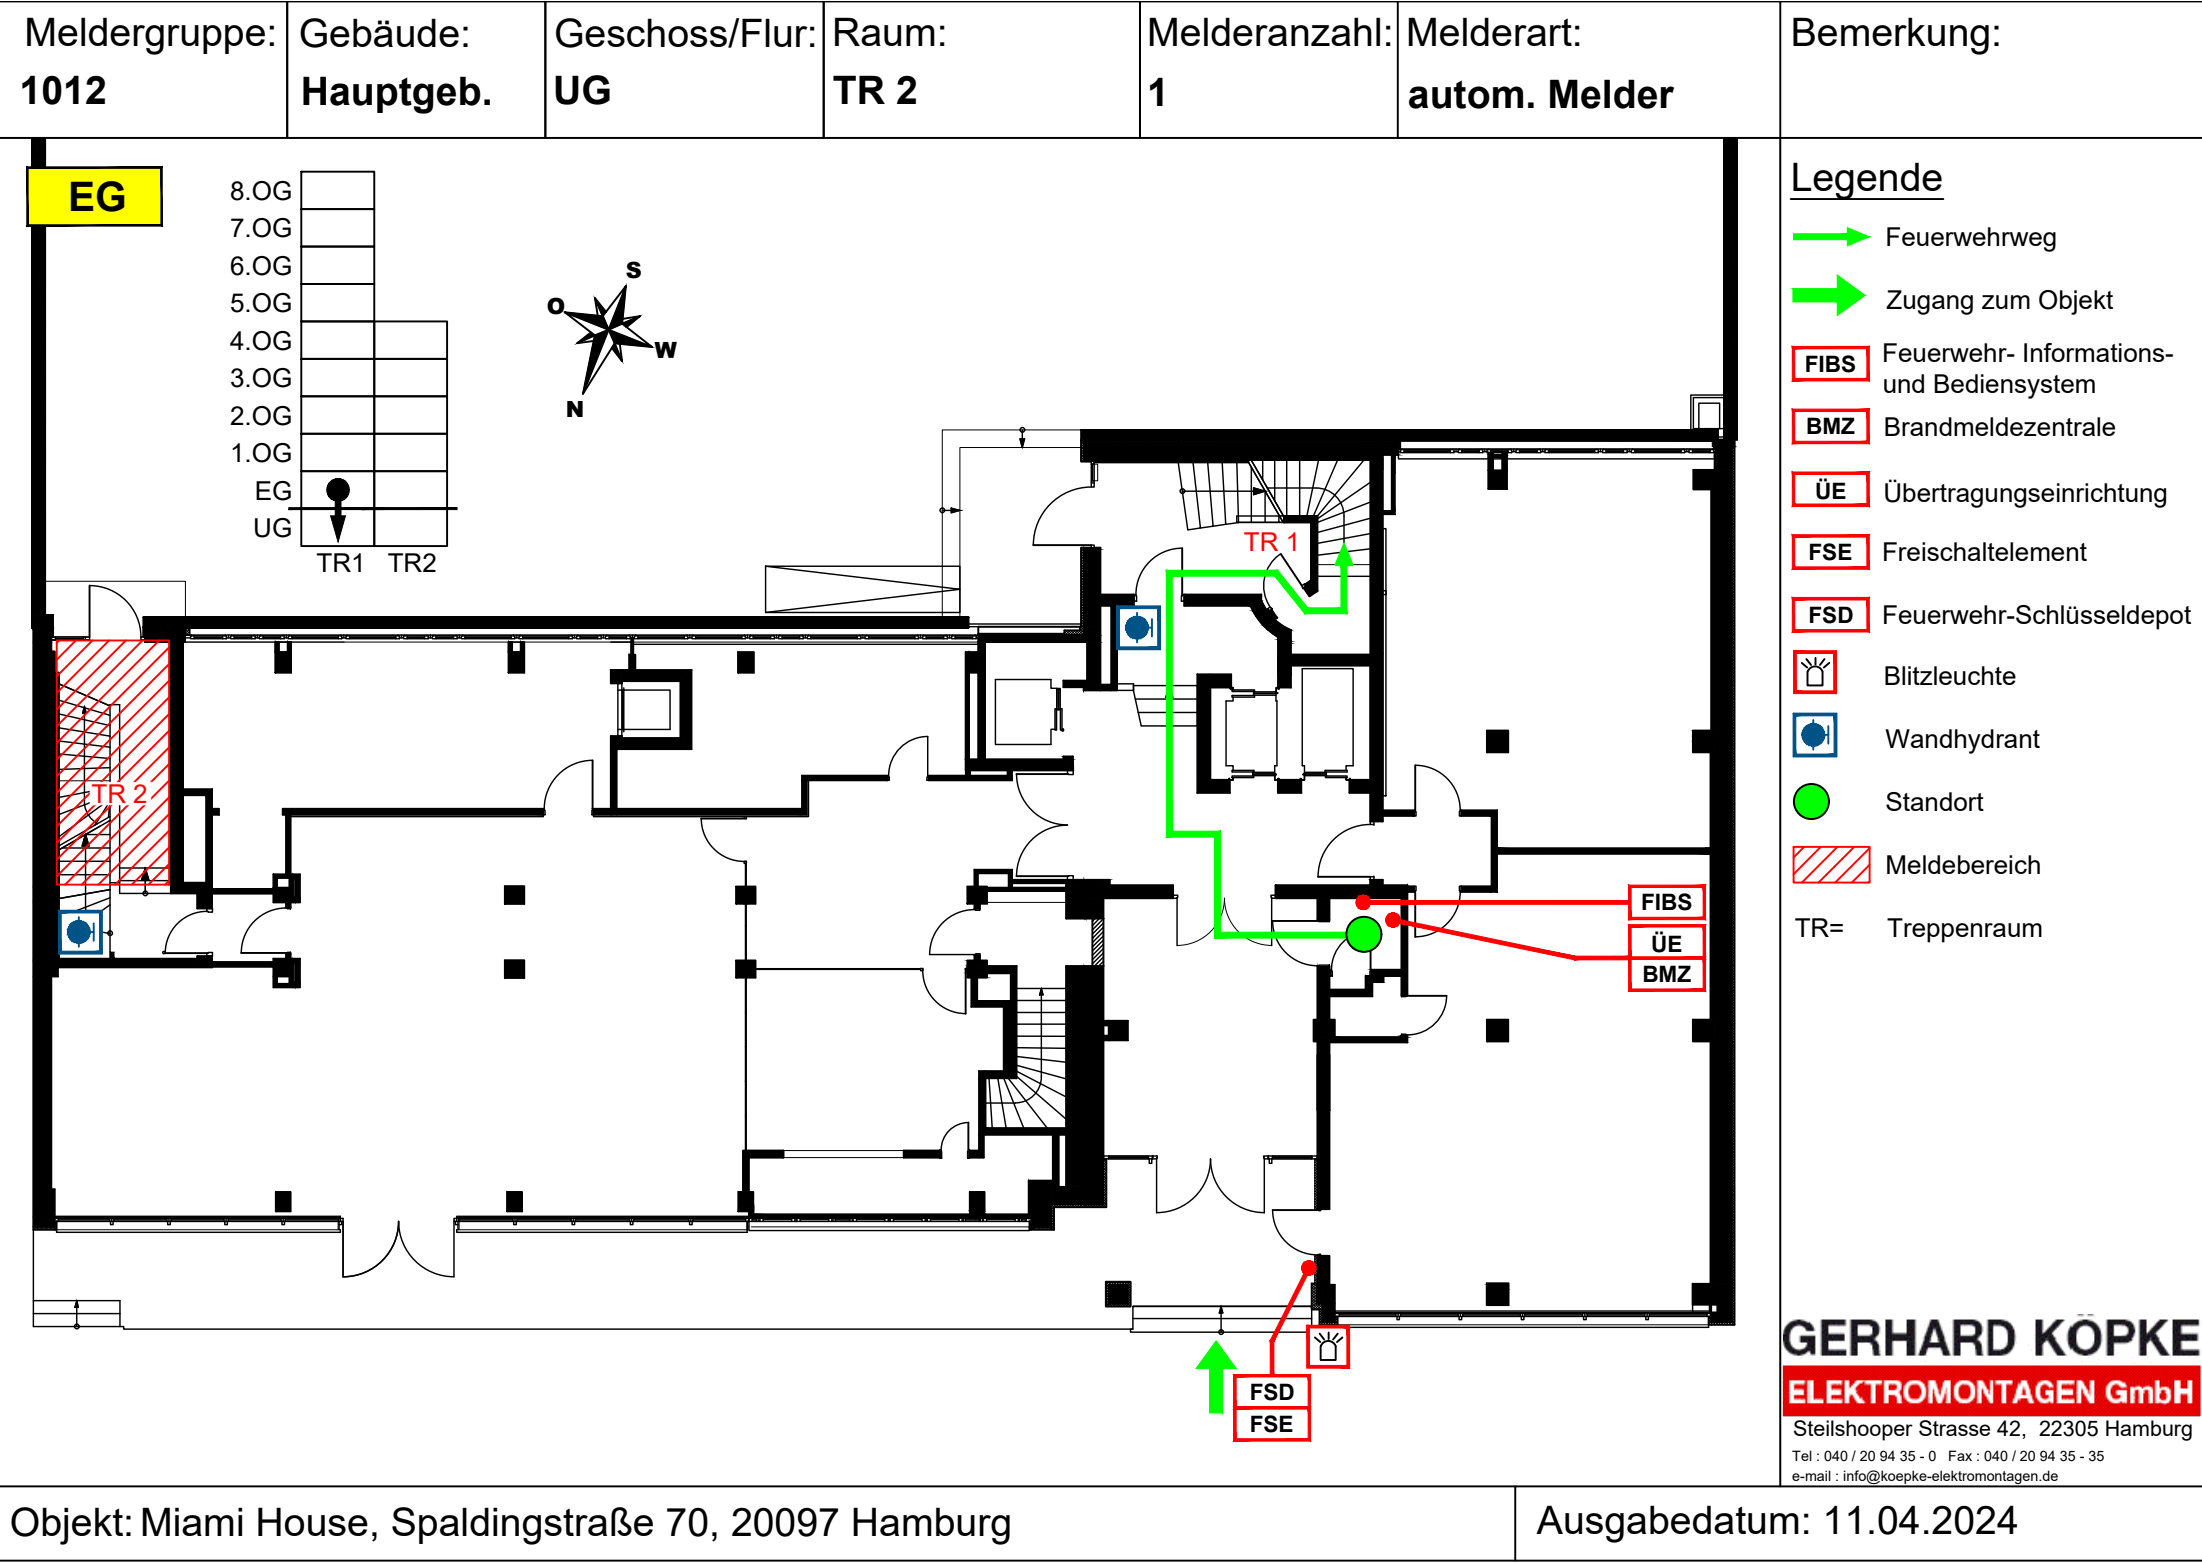 Meldergruppe: Gebäude: Geschoss/Flur: Raum: Melderanzahl: Melderart: Bemerkung:
1012 Hauptgeb. UG TR 2 1 autom. Melder
EG
8.OG
7.OG
6.OG
5.OG
4.OG
3.OG
2.OG
1.OG
EG
UG
TR1 TR2
S
O
W
N
TR 1
TR 2
FIBS
ÜE
BMZ
FSD
FSE
Legende
Feuerwehrweg
Zugang zum Objekt
FIBS Feuerwehr- Informations-
und Bediensystem
BMZ Brandmeldezentrale
ÜE Übertragungseinrichtung
FSE Freischaltelement
FSD Feuerwehr-Schlüsseldepot
Blitzleuchte
Wandhydrant
Standort
Meldebereich
TR= Treppenraum
GERHARD KÖPKE
ELEKTROMONTAGEN GmbH
Steilshooper Strasse 42, 22305 Hamburg
Tel : 040 / 20 94 35 - 0 Fax : 040 / 20 94 35 - 35
e-mail : info@koepke-elektromontagen.de
Objekt: Miami House, Spaldingstraße 70, 20097 Hamburg
Ausgabedatum: 11.04.2024